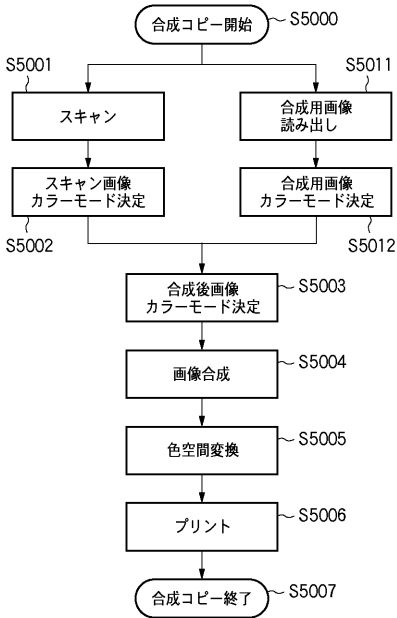 合成コピー開始
S5000
S5001
スキャン
S5011
合成用画像
読み出し
スキャン画像
カラーモード決定
S5002
合成用画像
カラーモード決定
S5012
合成後画像
カラーモード決定
S5003
画像合成
S5004
色空間変換
S5005
プリント
S5006
合成コピー終了
S5007